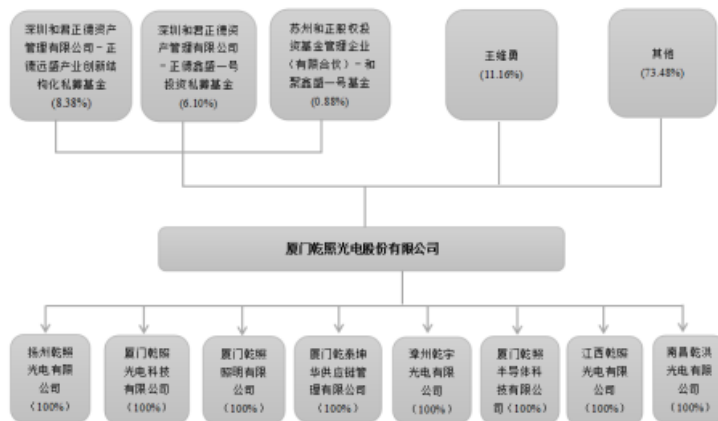 深圳和君正德资产
管理有限公司－正
德远盛产业创新结
构化私募基金
(8.38%)
深圳和君正德资
产管理有限公司
－正德鑫盛一号
投资私募基金
(6.10%)
苏州和正股权投
资基金管理企业
（有限合伙）－和
聚鑫盛一号基金
(0.88%)
王维勇
(11.16%)
其他
(73.48%)
厦门乾照光电股份有限公司
扬州乾照
光电有限
公司
（100%）
厦门乾照
光电科技
有限公司
（100%）
厦门乾照
照明有限
公司
（100%）
厦门乾泰坤
华供应链管
理有限公司
（100%）
漳州乾宇
光电有限
公司
（100%）
厦门乾照
半导体科
技有限公
司（100%）
江西乾照
光电有限
公司
（100%）
南昌乾洪
光电有限
公司
（100%）